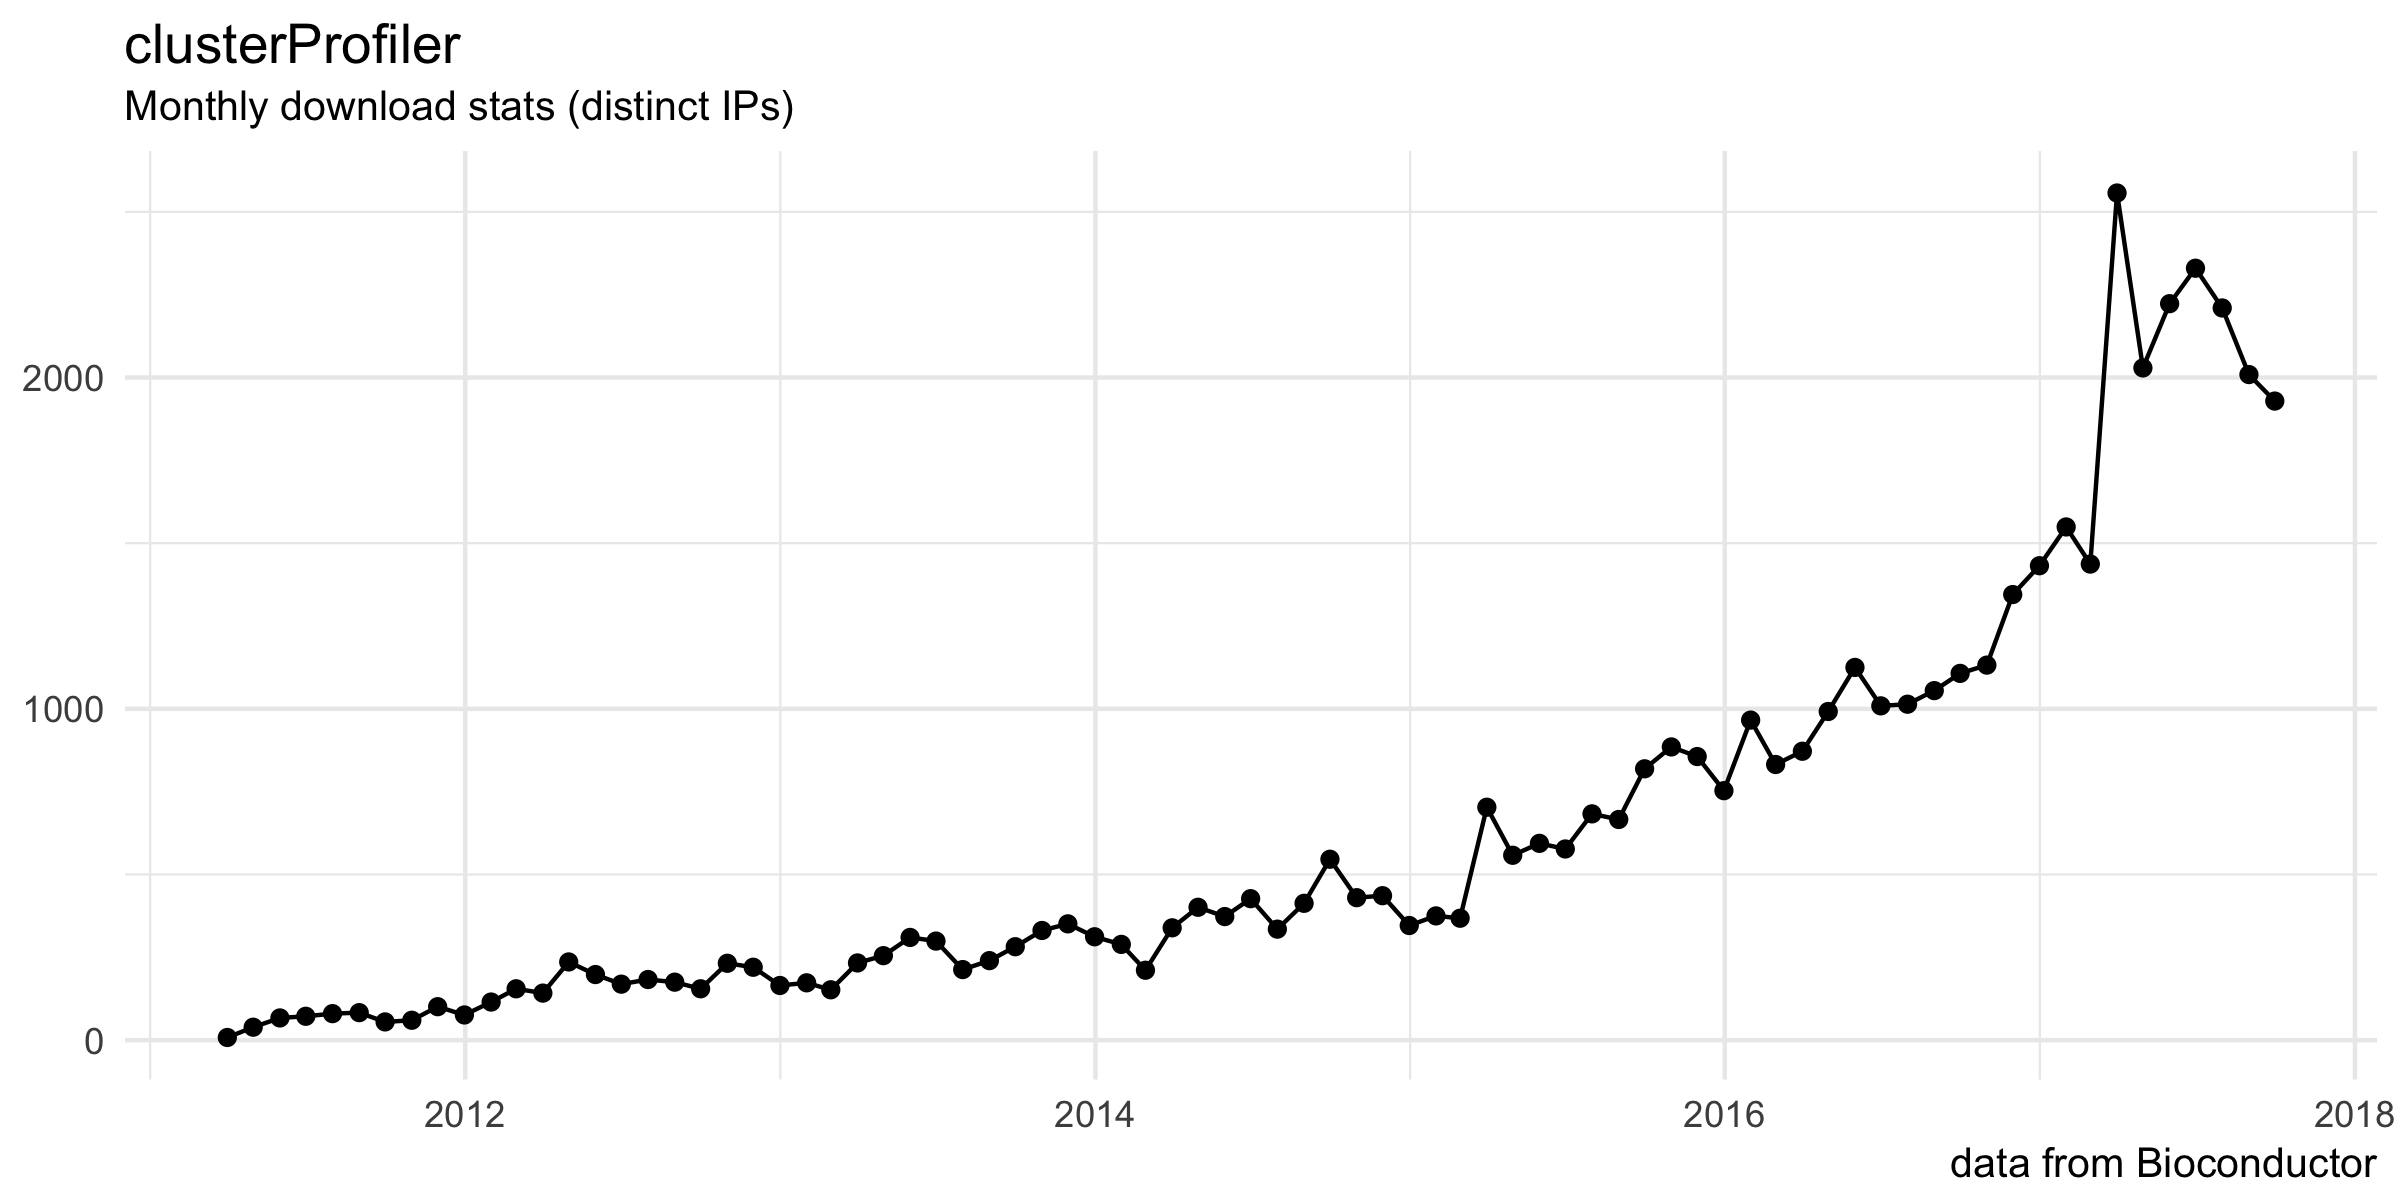 clusterProfiler
Monthly download stats (distinct IPs)
2000
1000
0
2012 2014 2016 2018
data from Bioconductor